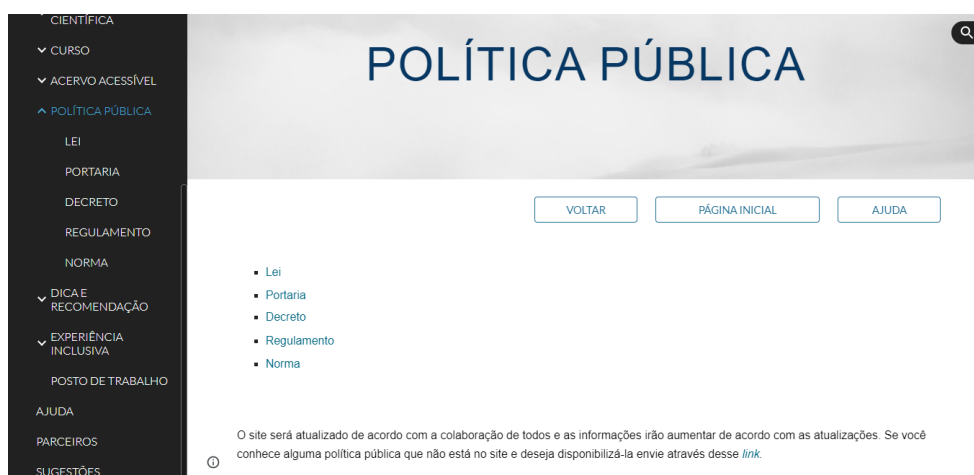 CIENTÍFICA
CURSO
ACERVO ACESSÍVEL
POLÍTICA PÚBLICA
LEI
PORTARIA
DECRETO
REGULAMENTO
NORMA
DICA E
RECOMENDAÇÃO
EXPERIÊNCIA
INCLUSIVA
POSTO DE TRABALHO
AJUDA
PARCEIROS
SUGESTÕES
POLÍTICA PÚBLICA
VOLTAR PÁGINA INICIAL AJUDA
Lei
Portaria
Decreto
Regulamento
Norma
O site será atualizado de acordo com a colaboração de todos e as informações irão aumentar de acordo com as atualizações. Se você
conhece alguma política pública que não está no site e deseja disponibilizá-la envie através desse link.